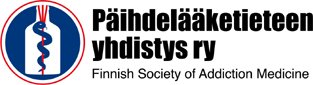 Päihdelääketieteen
yhdistys ry
Finnish Society of Addiction Medicine